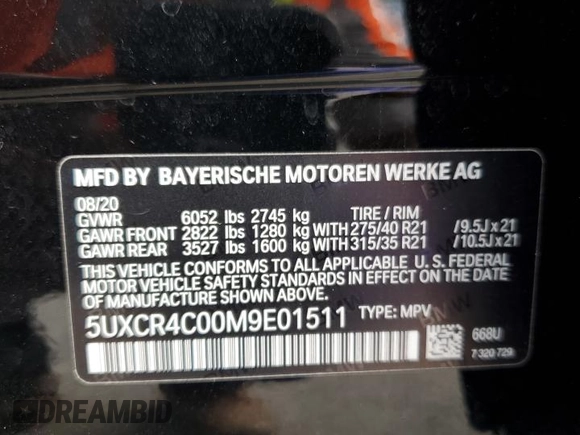 MFD BY BAYERISCHE MOTOREN WERKE AG
08/20 TIRE / RIM
GVWR 6052 lbs 2745 kg
GAWR FRONT 2822 lbs 1280 kg WITH 275/40 R21 /9.5J x 21
GAWR REAR 3527 lbs 1600 kg WITH 315/35 R21 /10.5J x 21
THIS VEHICLE CONFORMS TO ALL APPLICABLE U. S. FEDERAL
MOTOR VEHICLE SAFETY STANDARDS IN EFFECT ON THE
DATE OF MANUFACTURE SHOWN ABOVE.
5UXCR4C00M9E01511 TYPE: MPV
668U
7 320 729
DREAMBID